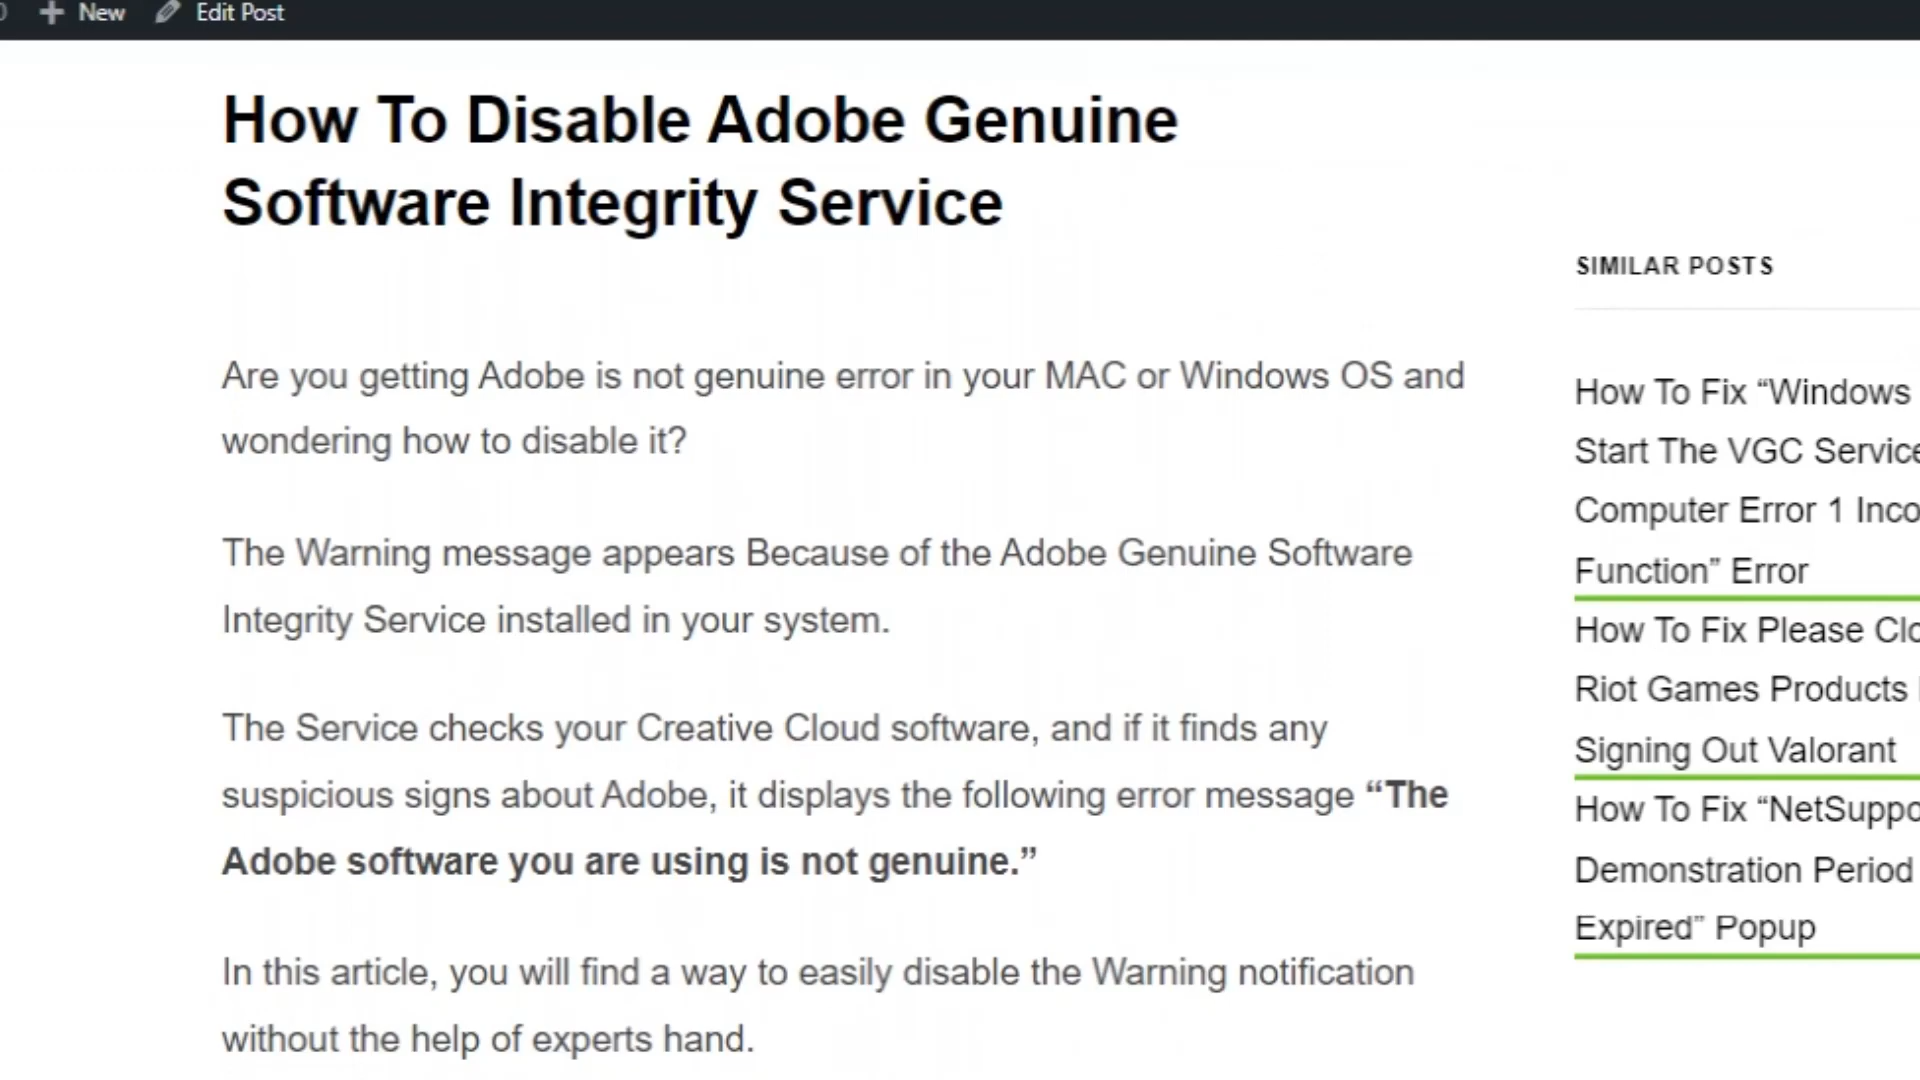 New Edit Post
How To Disable Adobe Genuine
Software Integrity Service
Are you getting Adobe is not genuine error in your MAC or Windows OS and
wondering how to disable it?
The Warning message appears Because of the Adobe Genuine Software
Integrity Service installed in your system.
The Service checks your Creative Cloud software, and if it finds any
suspicious signs about Adobe, it displays the following error message “The
Adobe software you are using is not genuine.”
In this article, you will find a way to easily disable the Warning notification
without the help of experts hand.
SIMILAR POSTS
How To Fix “Windows
Start The VGC Service
Computer Error 1 Inco
Function” Error
How To Fix Please Clo
Riot Games Products
Signing Out Valorant
How To Fix “NetSuppo
Demonstration Period
Expired” Popup